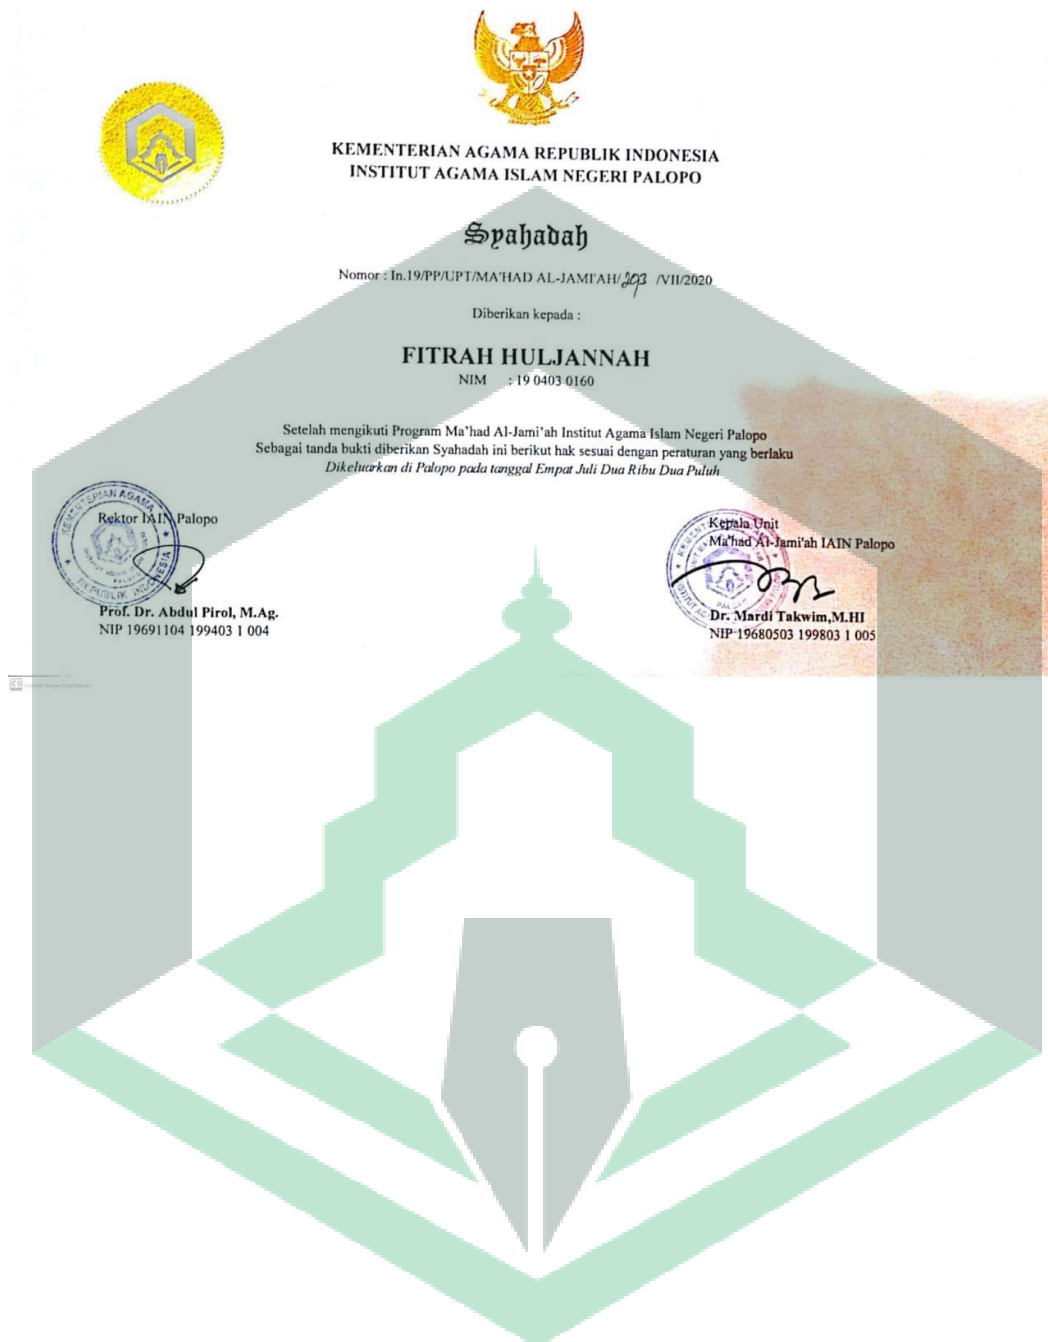 KEMENTERIAN AGAMA REPUBLIK INDONESIA
INSTITUT AGAMA ISLAM NEGERI PALOPO
Syahadah
Nomor : In.19/PP/UPT/MA'HAD AL-JAMI'AH/ /VII/2020
Diberikan kepada :
FITRAH HULJANNAH
NIM : 19 0403 0160
Setelah mengikuti Program Ma'had Al-Jami'ah Institut Agama Islam Negeri Palopo
Sebagai tanda bukti diberikan Syahadah ini berikut hak sesuai dengan peraturan yang berlaku
Dikeluarkan di Palopo pada tanggal Empat Juli Dua Ribu Dua Puluh
Rektor IAIN Palopo
KEMENTERIAN AGAMA
REPUBLIK INDONESIA
Prof. Dr. Abdul Pirol, M.Ag.
NIP 19691104 199403 1 004
Kepala Unit
Ma'had Al-Jami'ah IAIN Palopo
Dr. Mardi Takwim,M.HI
NIP 19680503 199803 1 005
CS